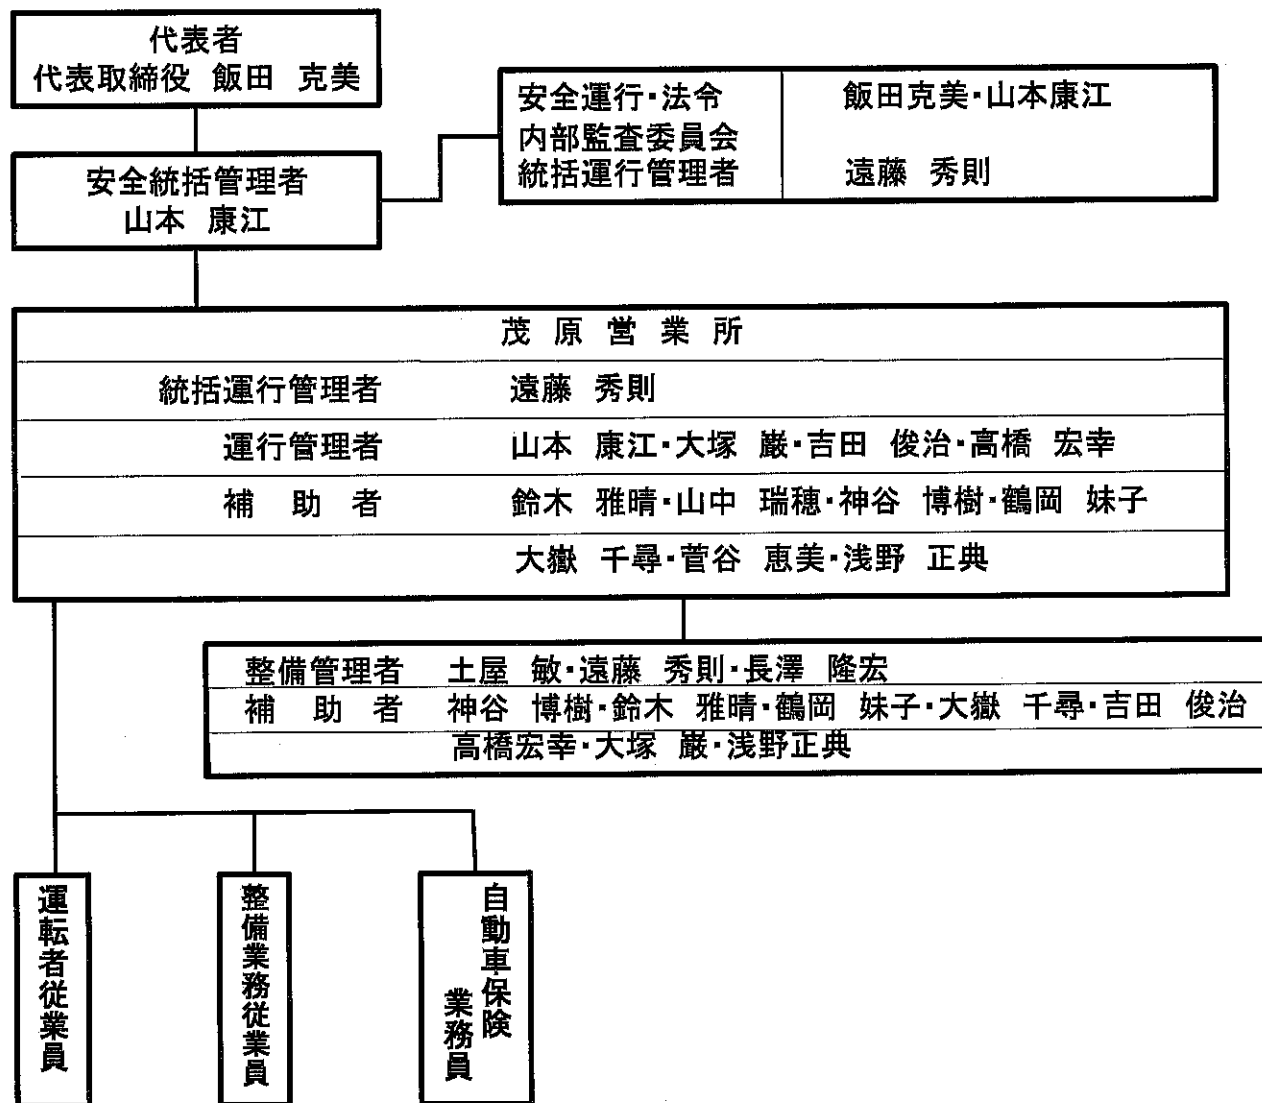 代表者
代表取締役 飯田 克美
安全運行・法令 飯田克美・山本康江
内部監査委員会
統括運行管理者 遠藤 秀則
安全統括管理者
山本 康江
茂原営業所
統括運行管理者 遠藤 秀則
運行管理者 山本 康江・大塚 巌・吉田 俊治・高橋 宏幸
補助者 鈴木 雅晴・山中 瑞穂・神谷 博樹・鶴岡 妹子
大嶽 千尋・菅谷 恵美・浅野 正典
整備管理者 土屋 敏・遠藤 秀則・長澤 隆宏
補助者 神谷 博樹・鈴木 雅晴・鶴岡 妹子・大嶽 千尋・吉田 俊治
高橋宏幸・大塚 巌・浅野正典
運転者従業員
整備業務従業員
自動車保険
業務員